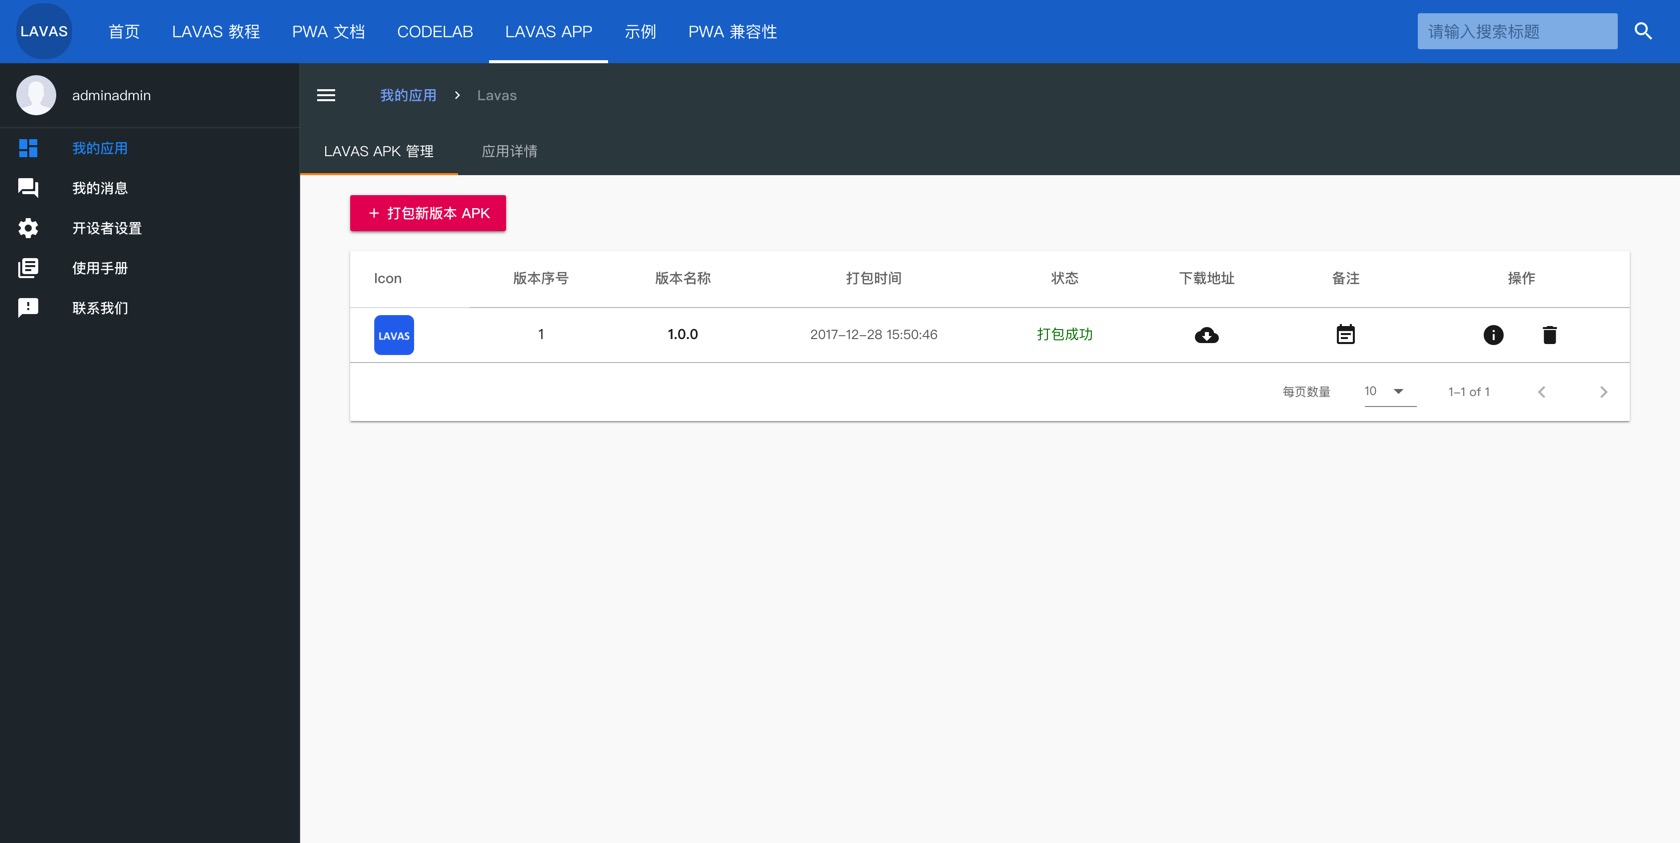 LAVAS 首页 LAVAS 教程 PWA 文档 CODELAB LAVAS APP 示例 PWA 兼容性 请输入搜索标题
adminadmin
我的应用
我的消息
开设者设置
使用手册
联系我们
我的应用 > Lavas
LAVAS APK 管理 应用详情
+ 打包新版本 APK
Icon 版本序号 版本名称 打包时间 状态 下载地址 备注 操作
LAVAS 1 1.0.0 2017-12-28 15:50:46 打包成功
每页数量 10 1-1 of 1